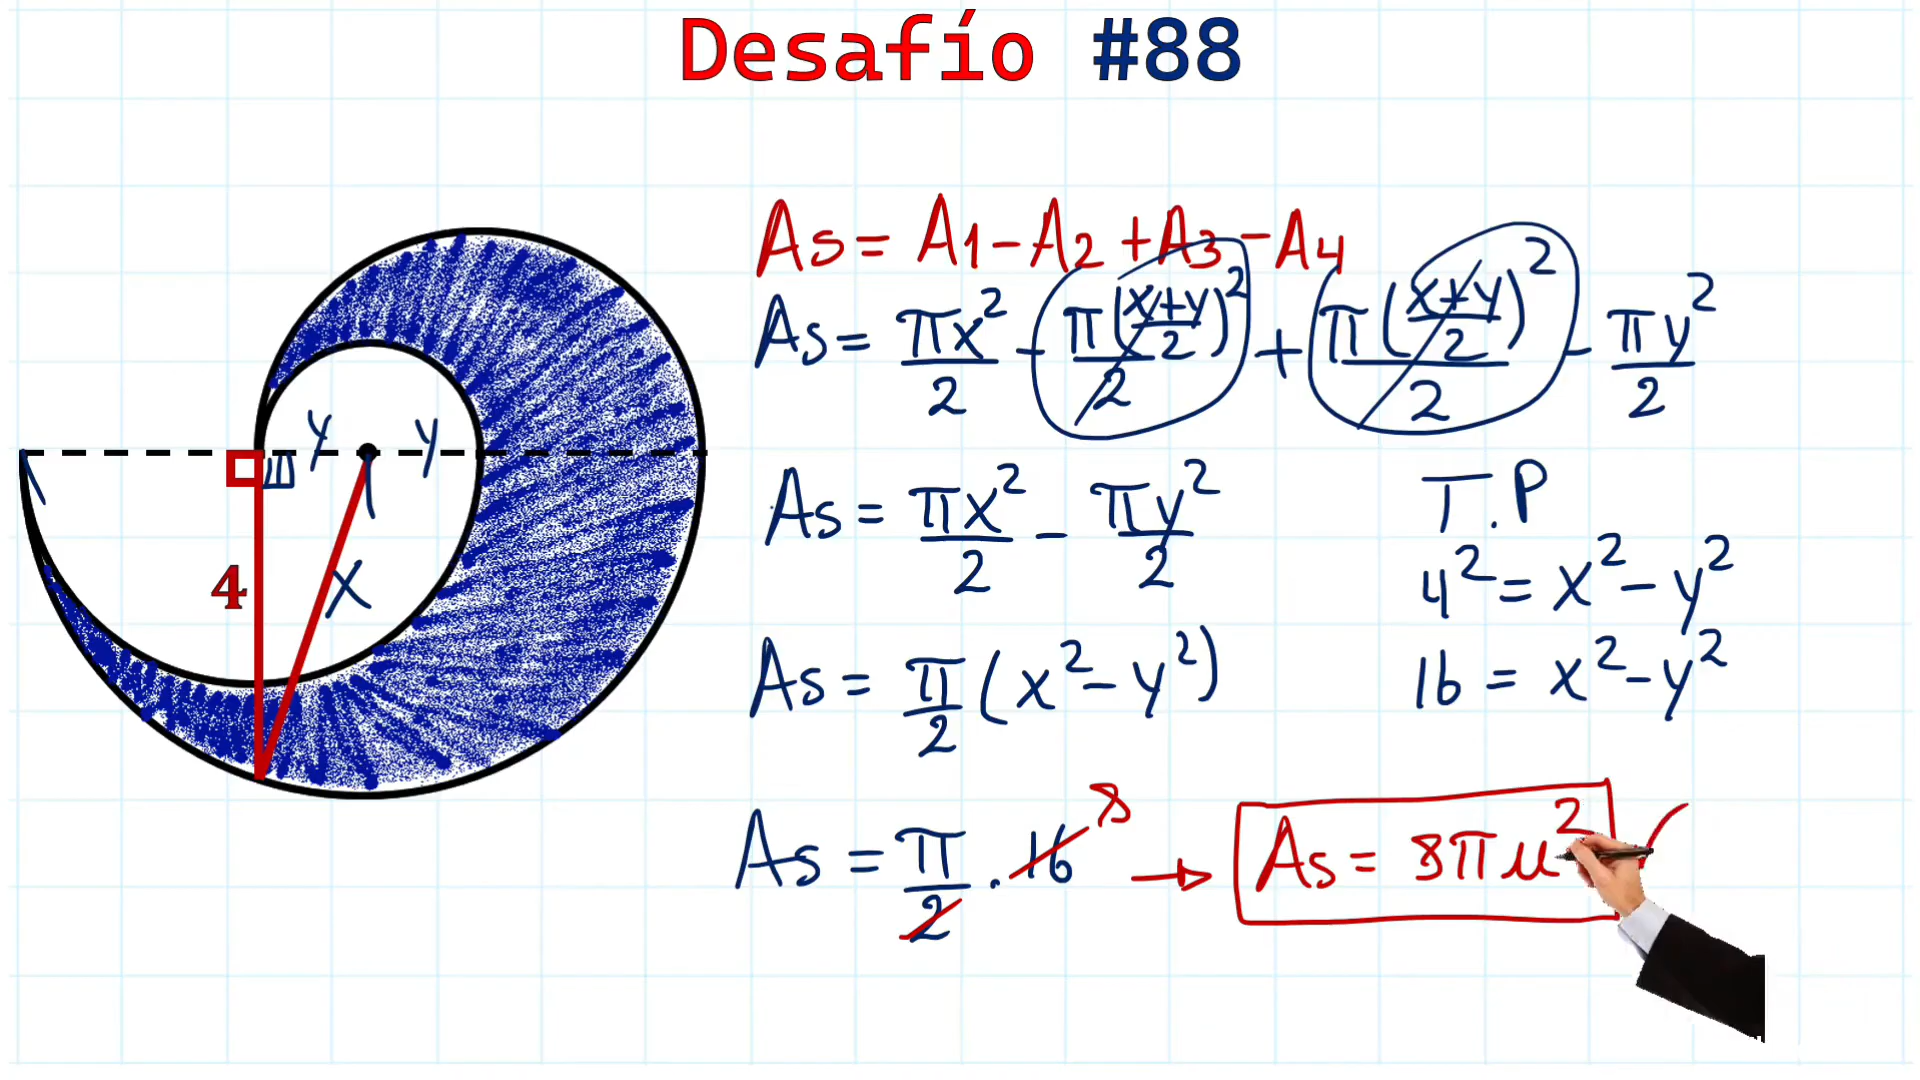 Desafío #88
As = A1 - A2 + A3 - A4
As = πx²/2 - π((x+y)/2)²/2 + π((x+y)/2)²/2 - πy²/2
y y
As = πx²/2 - πy²/2
T.P
4
x
4² = x² - y²
As = π/2 (x² - y²)
16 = x² - y²
As = π/2 . 16 8 → As = 8π u²